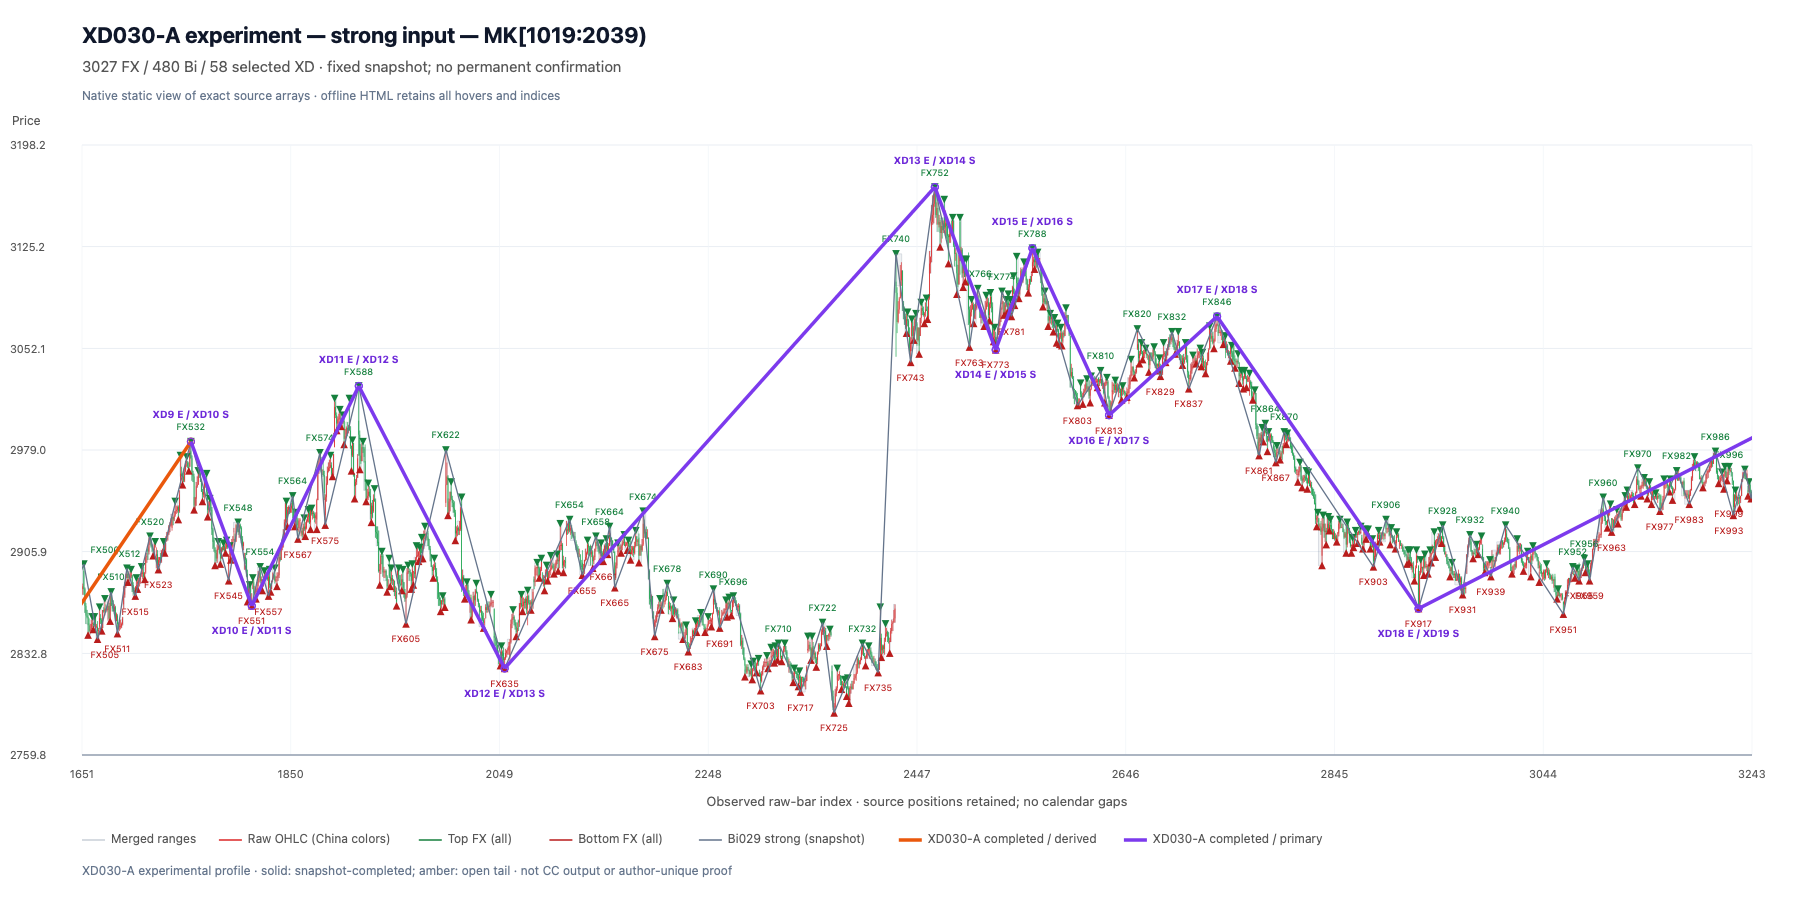 XD030-A experiment — strong input — MK[1019:2039)
3027 FX / 480 Bi / 58 selected XD · fixed snapshot; no permanent confirmation
Native static view of exact source arrays · offline HTML retains all hovers and indices
Price
3198.2
3125.2
3052.1
2979.0
2905.9
2832.8
2759.8
XD13 E / XD14 S
FX752
XD15 E / XD16 S
FX788
FX740
FX774
FX781
FX743
FX763
FX773
XD14 E / XD15 S
XD17 E / XD18 S
FX846
FX820
FX832
FX810
FX829
FX837
FX803
FX813
XD16 E / XD17 S
XD11 E / XD12 S
FX588
XD9 E / XD10 S
FX532
FX574
FX622
FX564
FX548
FX520
FX512
FX510
FX523
FX515
FX511
FX505
FX554
FX545
FX557
FX551
XD10 E / XD11 S
FX567
FX575
FX605
FX635
XD12 E / XD13 S
FX654
FX658
FX664
FX674
FX655
FX665
FX678
FX690
FX696
FX675
FX683
FX691
FX710
FX722
FX732
FX703
FX717
FX725
FX735
FX864
FX870
FX861
FX867
FX906
FX903
FX917
XD18 E / XD19 S
FX928
FX932
FX940
FX931
FX939
FX952
FX951
FX959
FX960
FX963
FX970
FX977
FX982
FX983
FX986
FX996
FX993
1651
1850
2049
2248
2447
2646
2845
3044
3243
Observed raw-bar index · source positions retained; no calendar gaps
Merged ranges
Raw OHLC (China colors)
Top FX (all)
Bottom FX (all)
Bi029 strong (snapshot)
XD030-A completed / derived
XD030-A completed / primary
XD030-A experimental profile · solid: snapshot-completed; amber: open tail · not CC output or author-unique proof